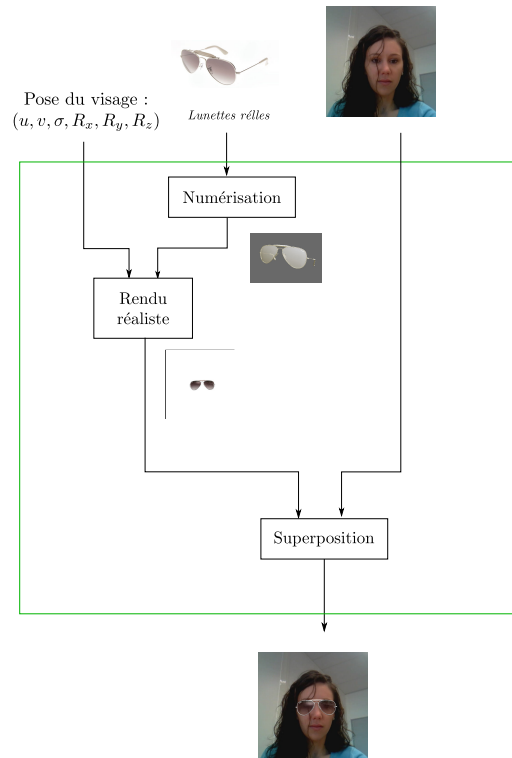 Pose du visage :
(u, v, σ, R_x, R_y, R_z)
Lunettes rélles
Numérisation
Rendu
réaliste
Superposition